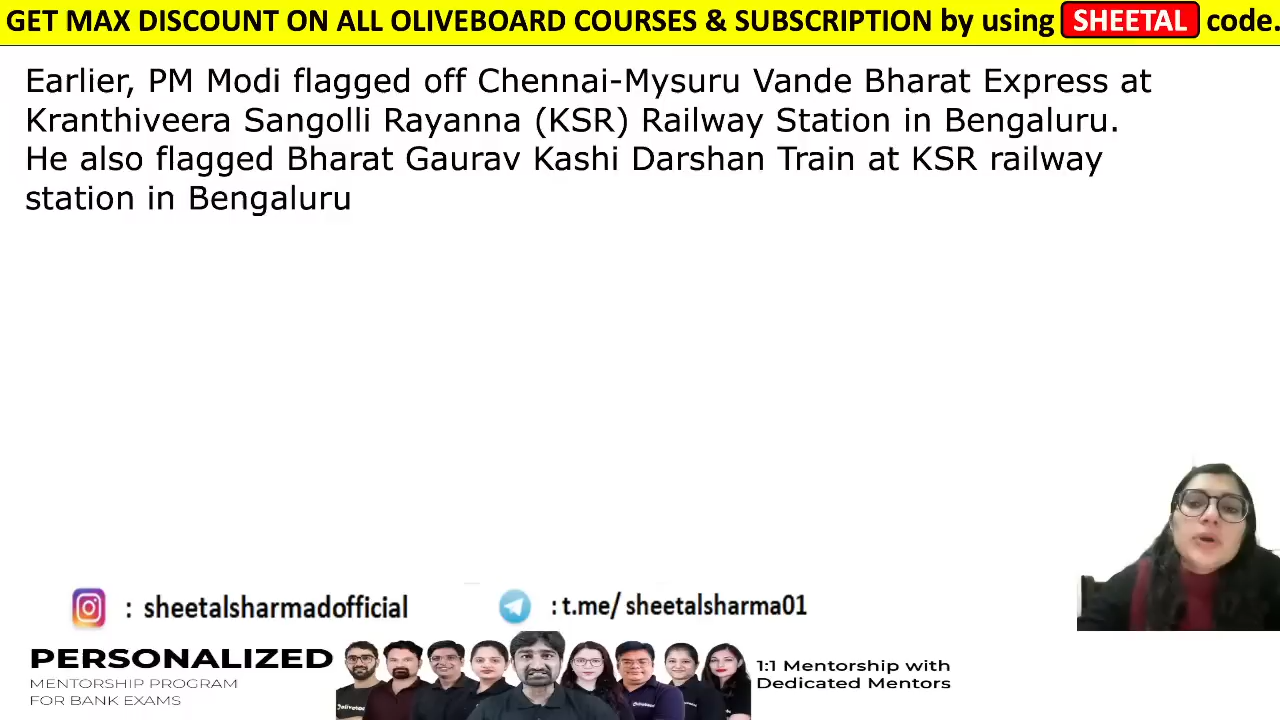 GET MAX DISCOUNT ON ALL OLIVEBOARD COURSES & SUBSCRIPTION by using SHEETAL code.
Earlier, PM Modi flagged off Chennai-Mysuru Vande Bharat Express at
Kranthiveera Sangolli Rayanna (KSR) Railway Station in Bengaluru.
He also flagged Bharat Gaurav Kashi Darshan Train at KSR railway
station in Bengaluru
: sheetalsharmadofficial
: t.me/ sheetalsharma01
PERSONALIZED
MENTORSHIP PROGRAM
FOR BANK EXAMS
1:1 Mentorship with
Dedicated Mentors